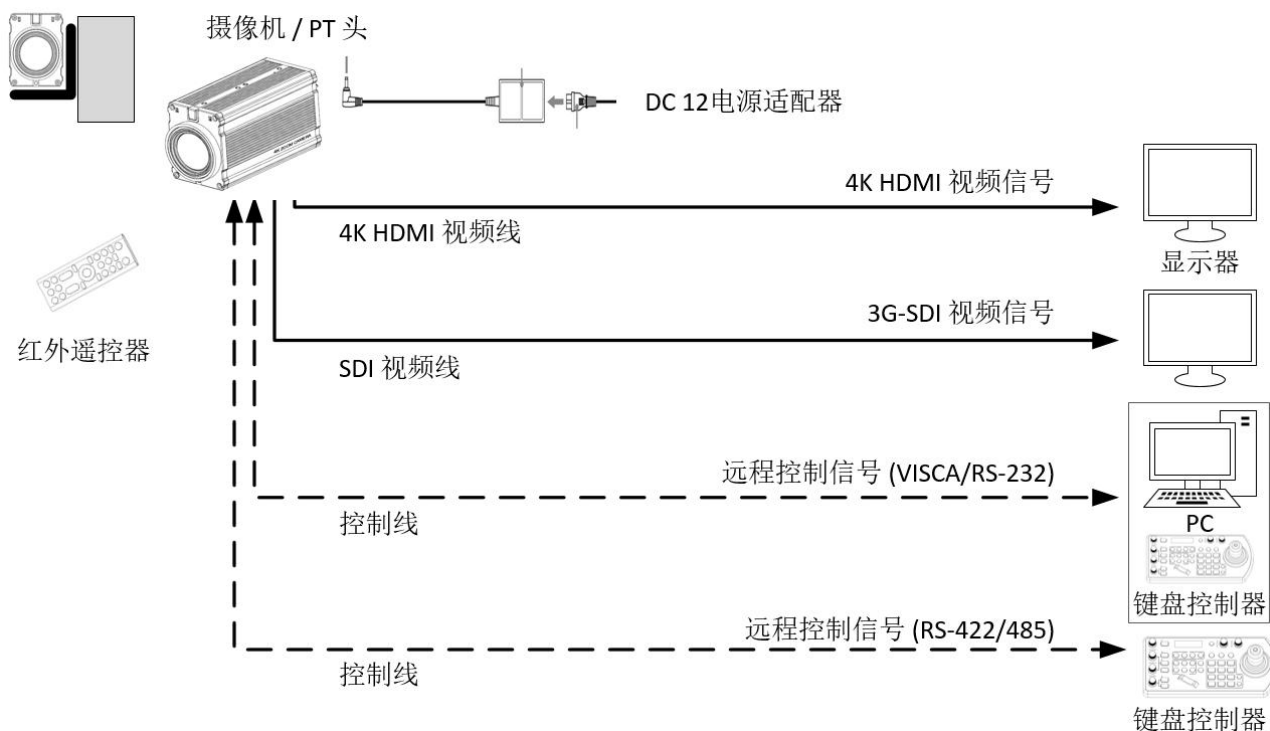 摄像机 / PT 头
DC 12电源适配器
4K HDMI 视频信号
4K HDMI 视频线
显示器
3G-SDI 视频信号
红外遥控器
SDI 视频线
远程控制信号 (VISCA/RS-232)
控制线
PC
键盘控制器
远程控制信号 (RS-422/485)
控制线
键盘控制器